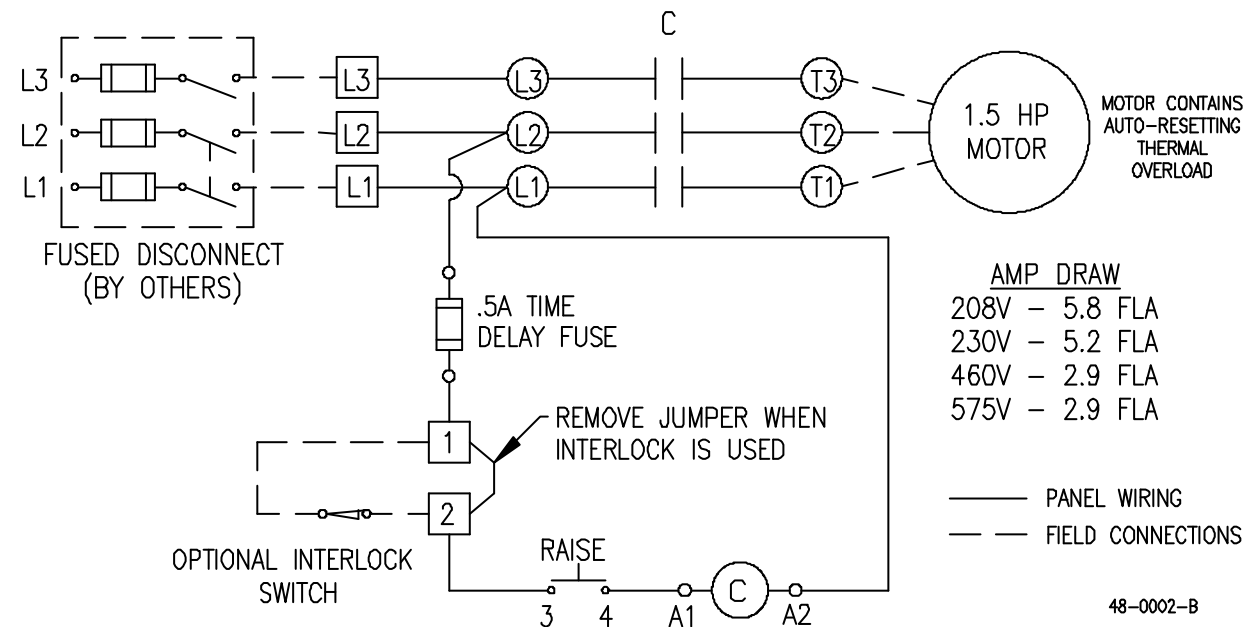 C
L3 L3 L3 T3
L2 L2 L2 T2
L1 L1 L1 T1
1.5 HP
MOTOR
MOTOR CONTAINS
AUTO-RESETTING
THERMAL
OVERLOAD
FUSED DISCONNECT
(BY OTHERS)
.5A TIME
DELAY FUSE
AMP DRAW
208V - 5.8 FLA
230V - 5.2 FLA
460V - 2.9 FLA
575V - 2.9 FLA
1
REMOVE JUMPER WHEN
INTERLOCK IS USED
2
OPTIONAL INTERLOCK
SWITCH
RAISE
3 4 A1 C A2
PANEL WIRING
FIELD CONNECTIONS
48-0002-B